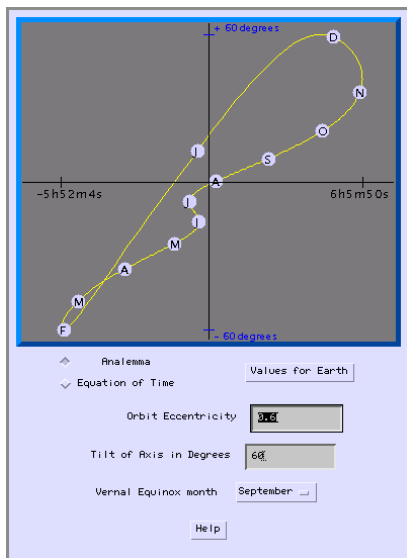 + 60 degrees
D
N
O
J
S
A
-5h52m4s
6h5m50s
J
J
M
A
M
F
- 60 degrees
Analemma
Values for Earth
Equation of Time
Orbit Eccentricity 0.6
Tilt of Axis in Degrees 60
Vernal Equinox month September
Help